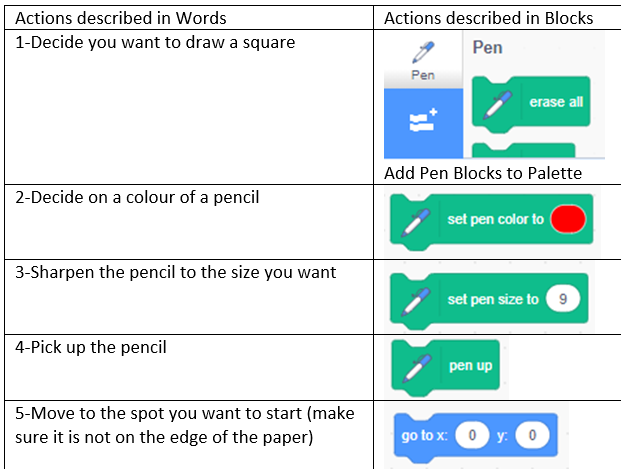 Actions described in Words
Actions described in Blocks
1-Decide you want to draw a square
Pen
Pen
erase all
Add Pen Blocks to Palette
2-Decide on a colour of a pencil
set pen color to
3-Sharpen the pencil to the size you want
set pen size to 9
4-Pick up the pencil
pen up
5-Move to the spot you want to start (make
sure it is not on the edge of the paper)
go to x: 0 y: 0